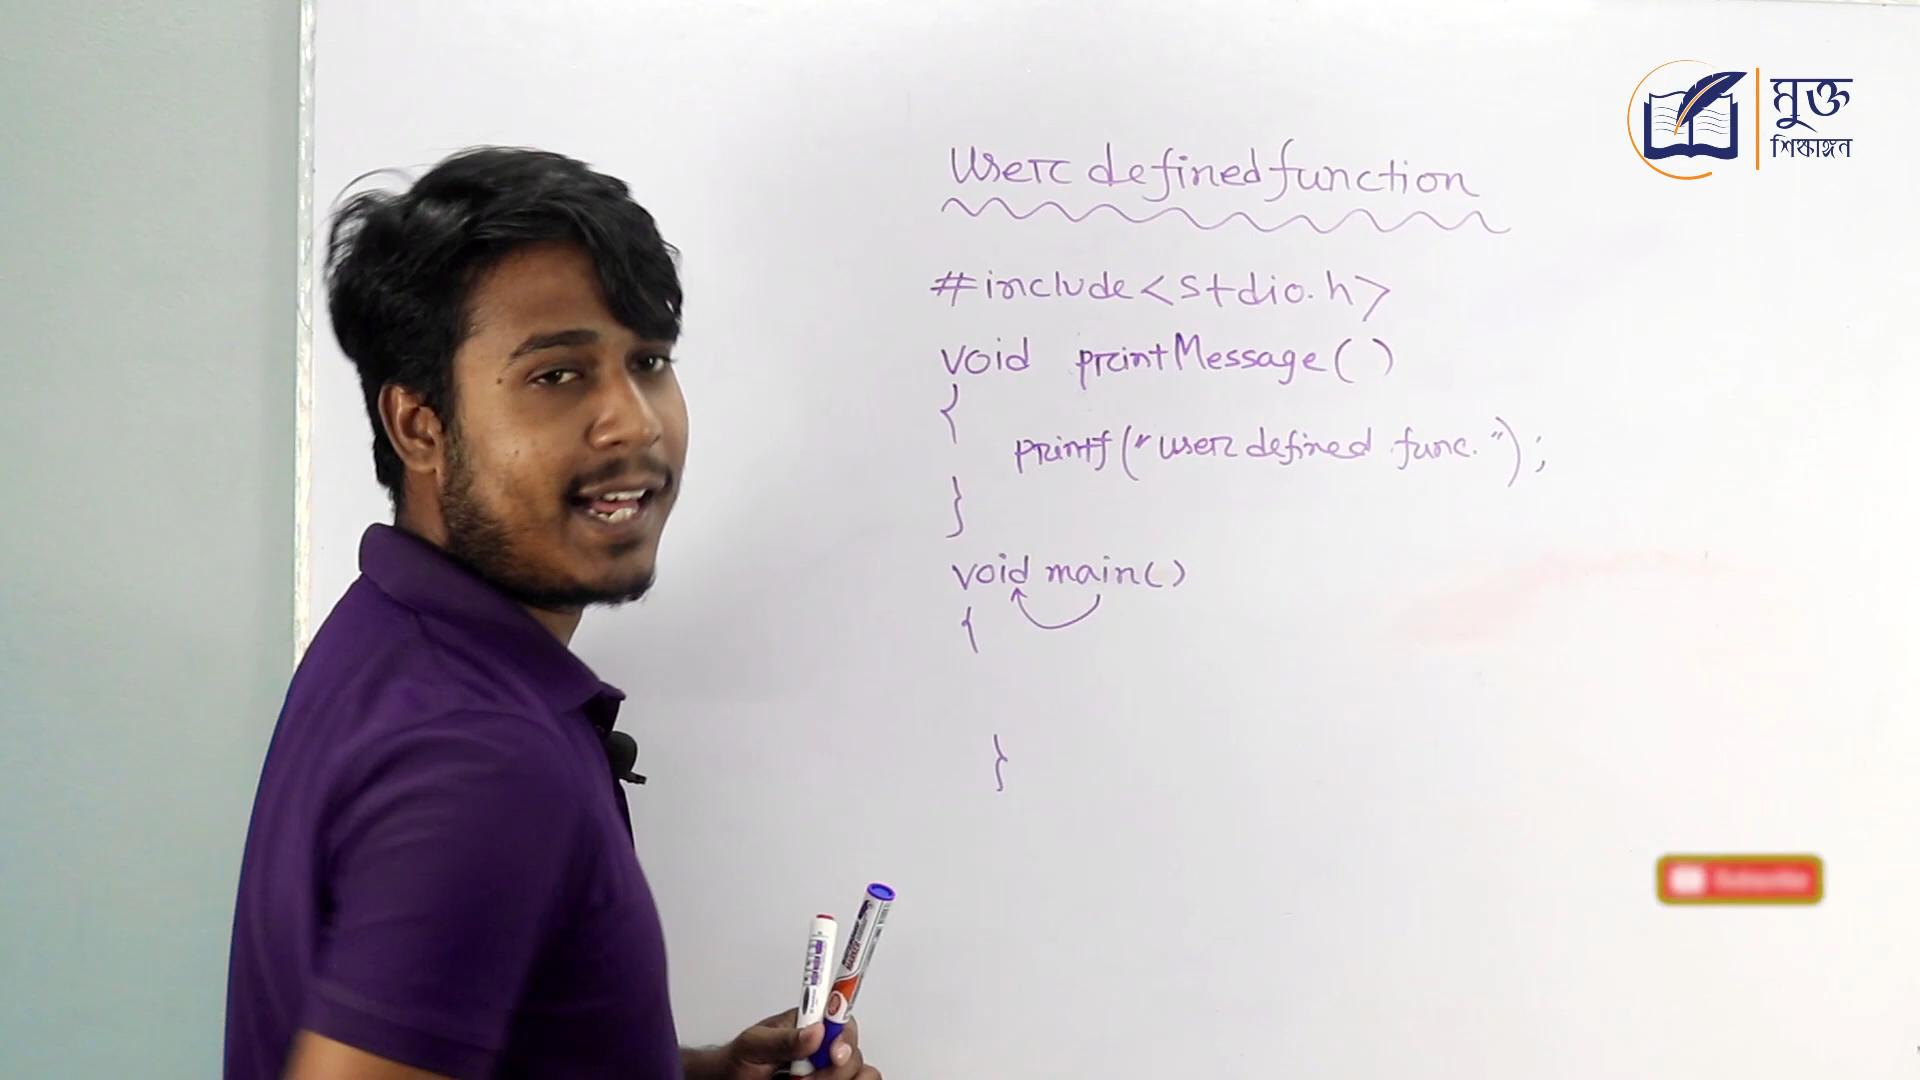 মুক্ত
শিক্ষাঙ্গন
User defined function
#include<stdio.h>
void printMessage()
{
printf("user defined func.");
}
void main()
{
}